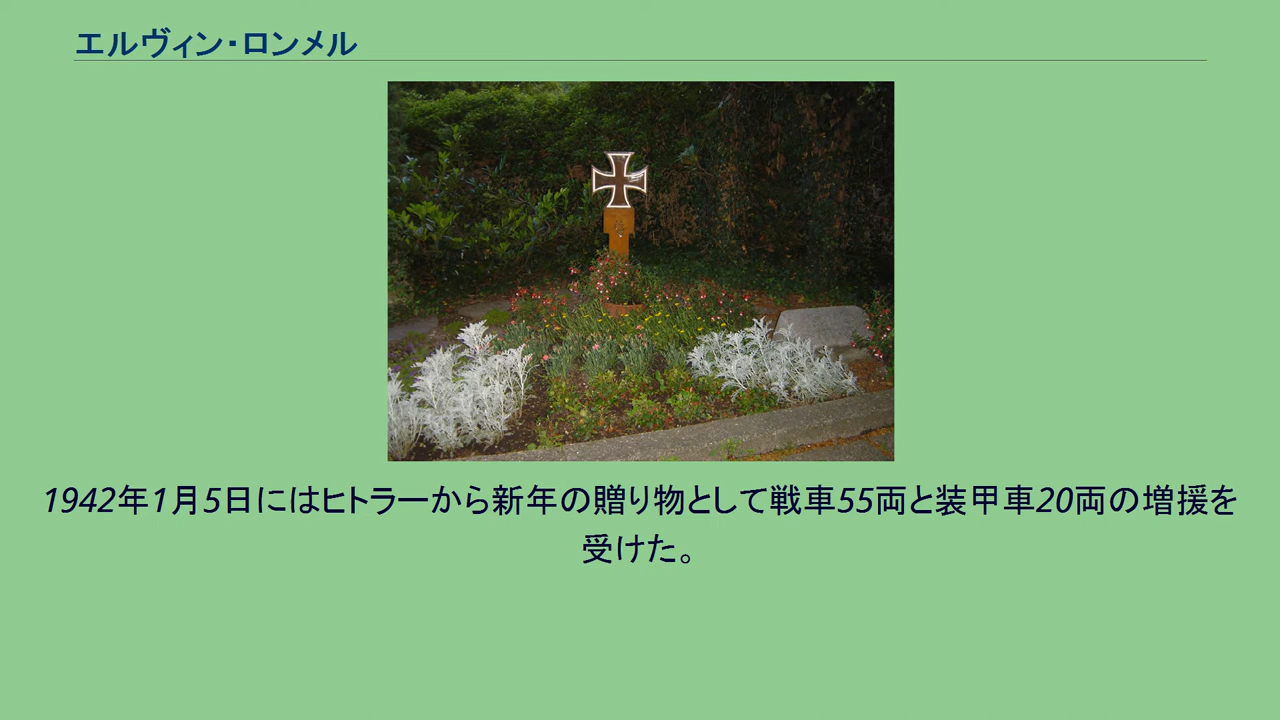 エルヴィン・ロンメル
1942年1月5日にはヒトラーから新年の贈り物として戦車55両と装甲車20両の増援を
受けた。